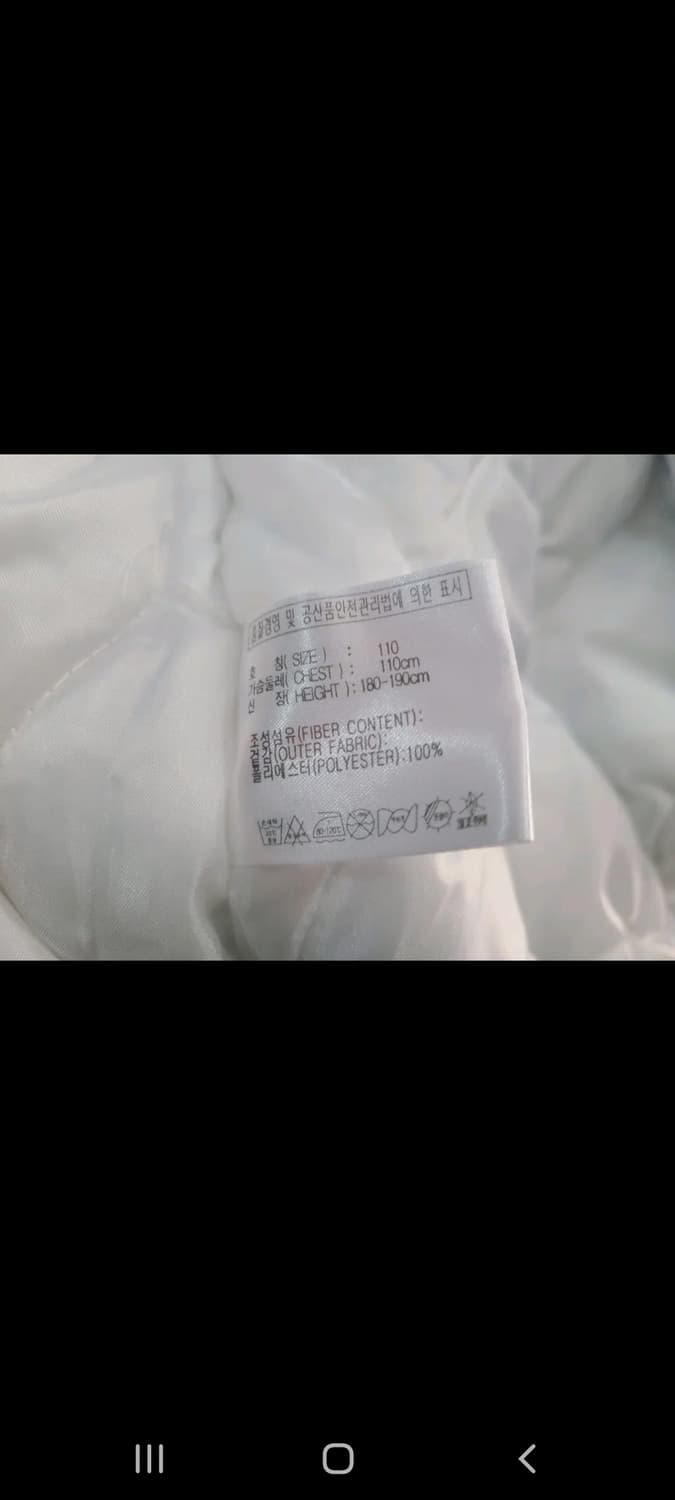 품질경영 및 공산품안전관리법에 의한 표시
호 칭( SIZE ) : 110
가슴둘레( CHEST ) : 110cm
신 장( HEIGHT ): 180-190cm
조성섬유(FIBER CONTENT):
겉감(OUTER FABRIC):
폴리에스터(POLYESTER):100%
80-120℃